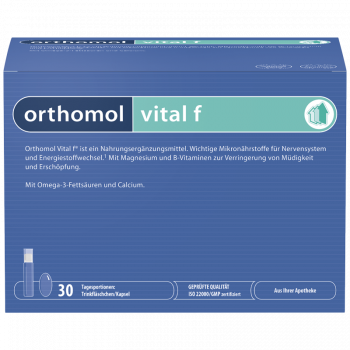 orthomol vital f
orthomol vital f
Orthomol Vital f® ist ein Nahrungsergänzungsmittel. Wichtige Mikronährstoffe für Nervensystem
und Energiestoffwechsel.¹ Mit Magnesium und B-Vitaminen zur Verringerung von Müdigkeit
und Erschöpfung.
Mit Omega-3-Fettsäuren und Calcium.
30 Tagesportionen:
Trinkfläschchen/Kapsel
GEPRÜFTE QUALITÄT
ISO 22000/GMP zertifiziert
Aus Ihrer Apotheke